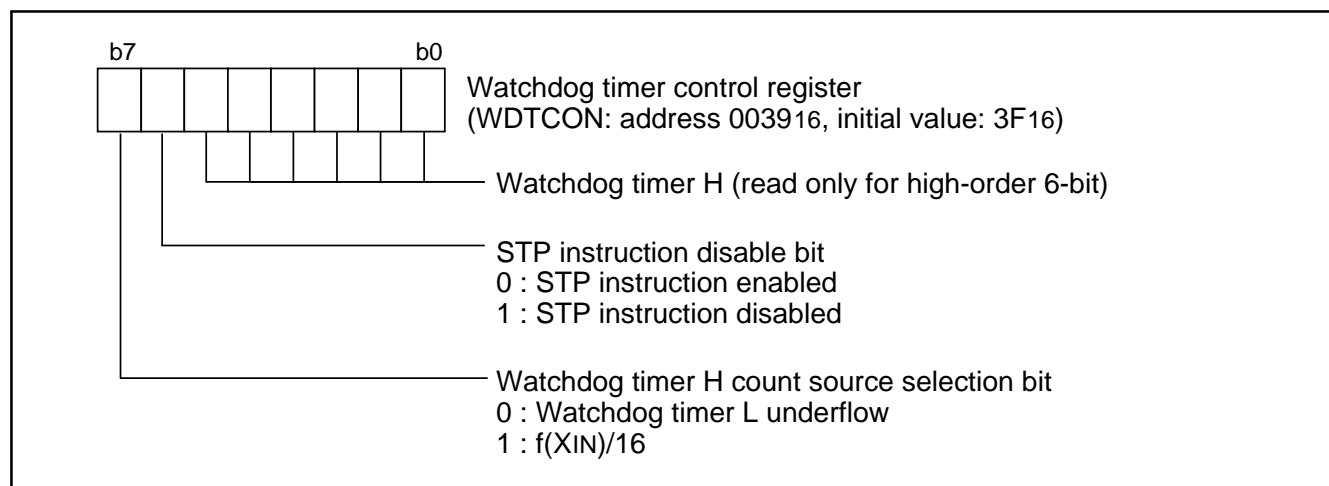 b7 b0
Watchdog timer control register
(WDTCON: address 003916, initial value: 3F16)
Watchdog timer H (read only for high-order 6-bit)
STP instruction disable bit
0 : STP instruction enabled
1 : STP instruction disabled
Watchdog timer H count source selection bit
0 : Watchdog timer L underflow
1 : f(XIN)/16